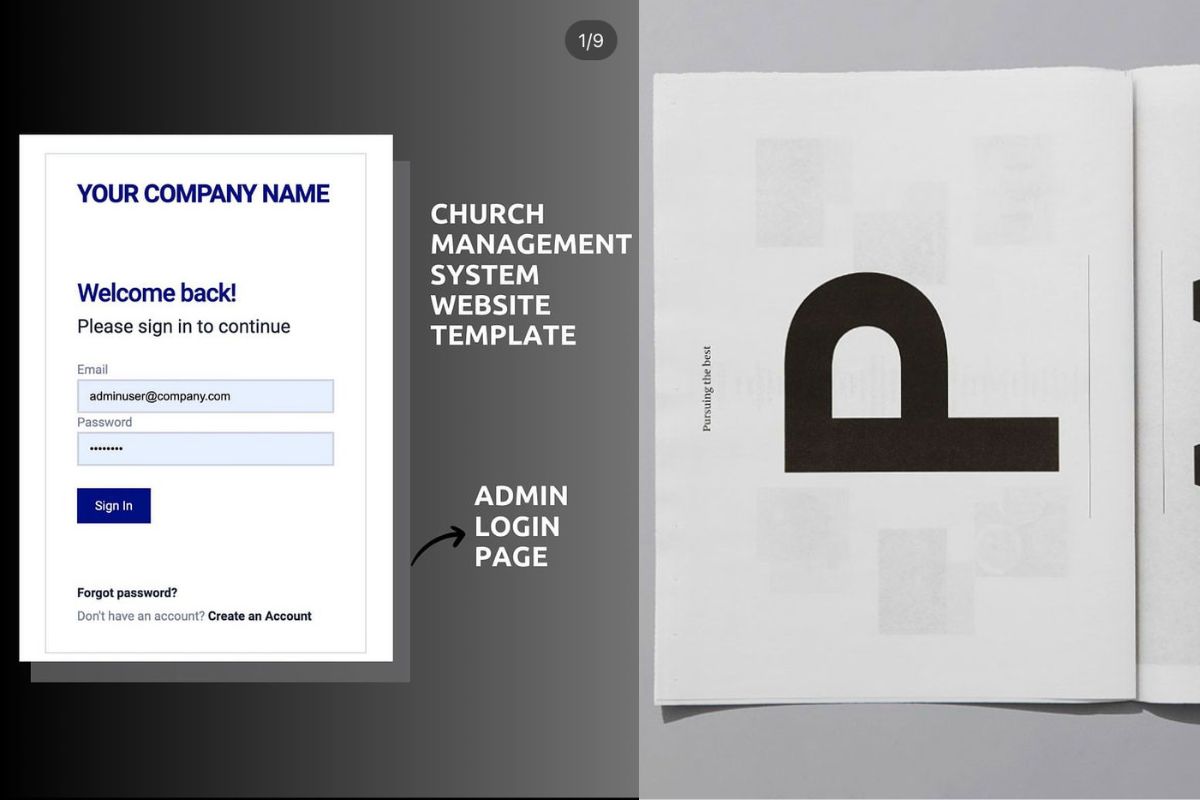 1/9
YOUR COMPANY NAME
Welcome back!
Please sign in to continue
Email
adminuser@company.com
Password
••••••••
Sign In
Forgot password?
Don't have an account? Create an Account
CHURCH
MANAGEMENT
SYSTEM
WEBSITE
TEMPLATE
ADMIN
LOGIN
PAGE
Pursuing the best
P